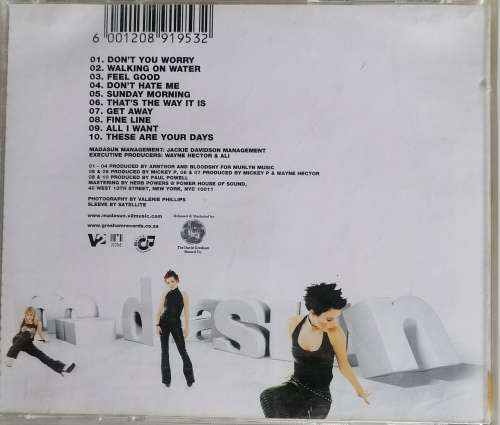 6 001208 919532
01. DON'T YOU WORRY
02. WALKING ON WATER
03. FEEL GOOD
04. DON'T HATE ME
05. SUNDAY MORNING
06. THAT'S THE WAY IT IS
07. GET AWAY
08. FINE LINE
09. ALL I WANT
10. THESE ARE YOUR DAYS
MADASUN MANAGEMENT: JACKIE DAVIDSON MANAGEMENT
EXECUTIVE PRODUCERS: WAYNE HECTOR & ALI
01 - 04 PRODUCED BY ARNTHOR AND BLOODSHY FOR MURLYN MUSIC
05 & 09 PRODUCED BY MICKEY P, 06 & 07 PRODUCED BY MICKEY P & WAYNE HECTOR
08 & 10 PRODUCED BY PAUL POWELL
MASTERING BY HERB POWERS @ POWER HOUSE OF SOUND,
40 WEST 13TH STREET, NEW YORK, NYC 10011
PHOTOGRAPHY BY VALERIE PHILLIPS
SLEEVE BY SATELLITE
www.madasun.v2music.com
www.greshamrecords.co.za
Released & Marketed by
V2
The David Gresham
Record Co.
madasun